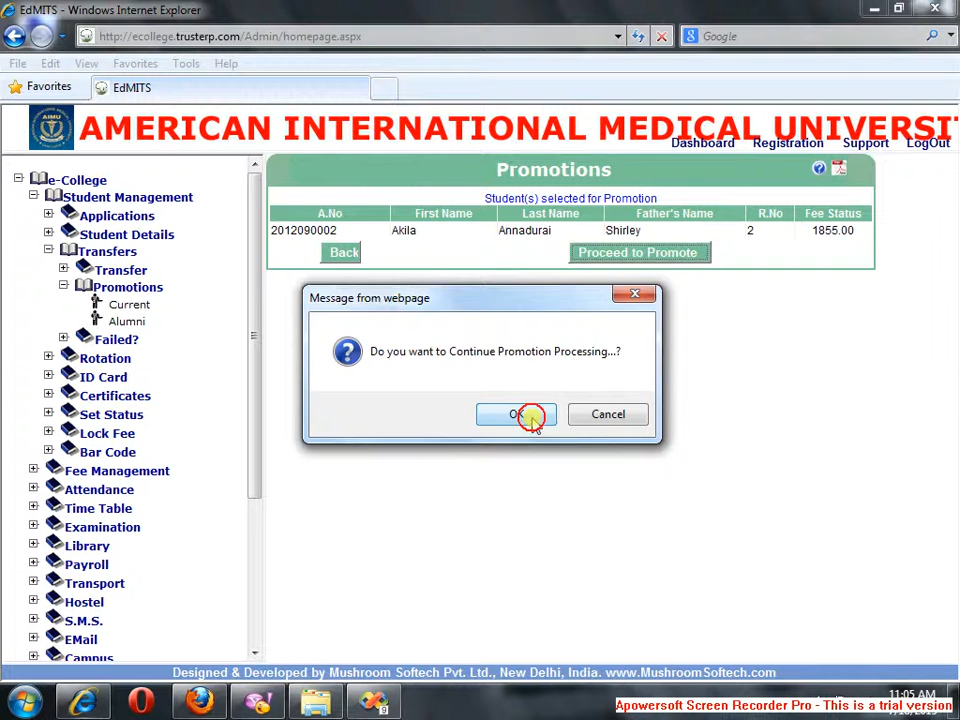 EdMITS - Windows Internet Explorer
http://ecollege.trusterp.com/Admin/homepage.aspx
Google
File Edit View Favorites Tools Help
Favorites
EdMITS
AMERICAN INTERNATIONAL MEDICAL UNIVERSI
AIMU
Dashboard Registration Support LogOut
e-College
Student Management
Applications
Student Details
Transfers
Transfer
Promotions
Current
Alumni
Failed?
Rotation
ID Card
Certificates
Set Status
Lock Fee
Bar Code
Fee Management
Attendance
Time Table
Examination
Library
Payroll
Transport
Hostel
S.M.S.
EMail
Campus
Promotions
Student(s) selected for Promotion
A.No First Name Last Name Father's Name R.No Fee Status
2012090002 Akila Annadurai Shirley 2 1855.00
Back Proceed to Promote
Message from webpage
Do you want to Continue Promotion Processing...?
OK Cancel
Designed & Developed by Mushroom Softech Pvt. Ltd., New Delhi, India. www.MushroomSoftech.com
9
11:05 AM
Apowersoft Screen Recorder Pro - This is a trial version